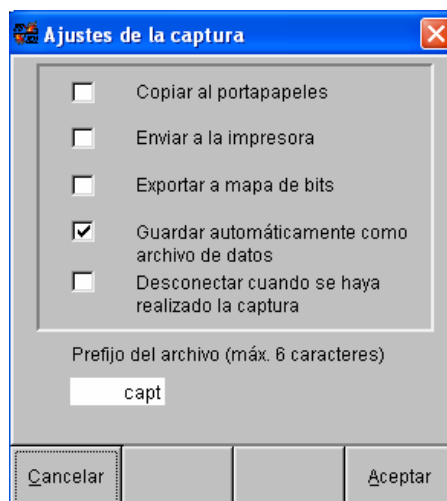 Ajustes de la captura
Copiar al portapapeles
Enviar a la impresora
Exportar a mapa de bits
Guardar automáticamente como
archivo de datos
Desconectar cuando se haya
realizado la captura
Prefijo del archivo (máx. 6 caracteres)
capt
Cancelar
Aceptar